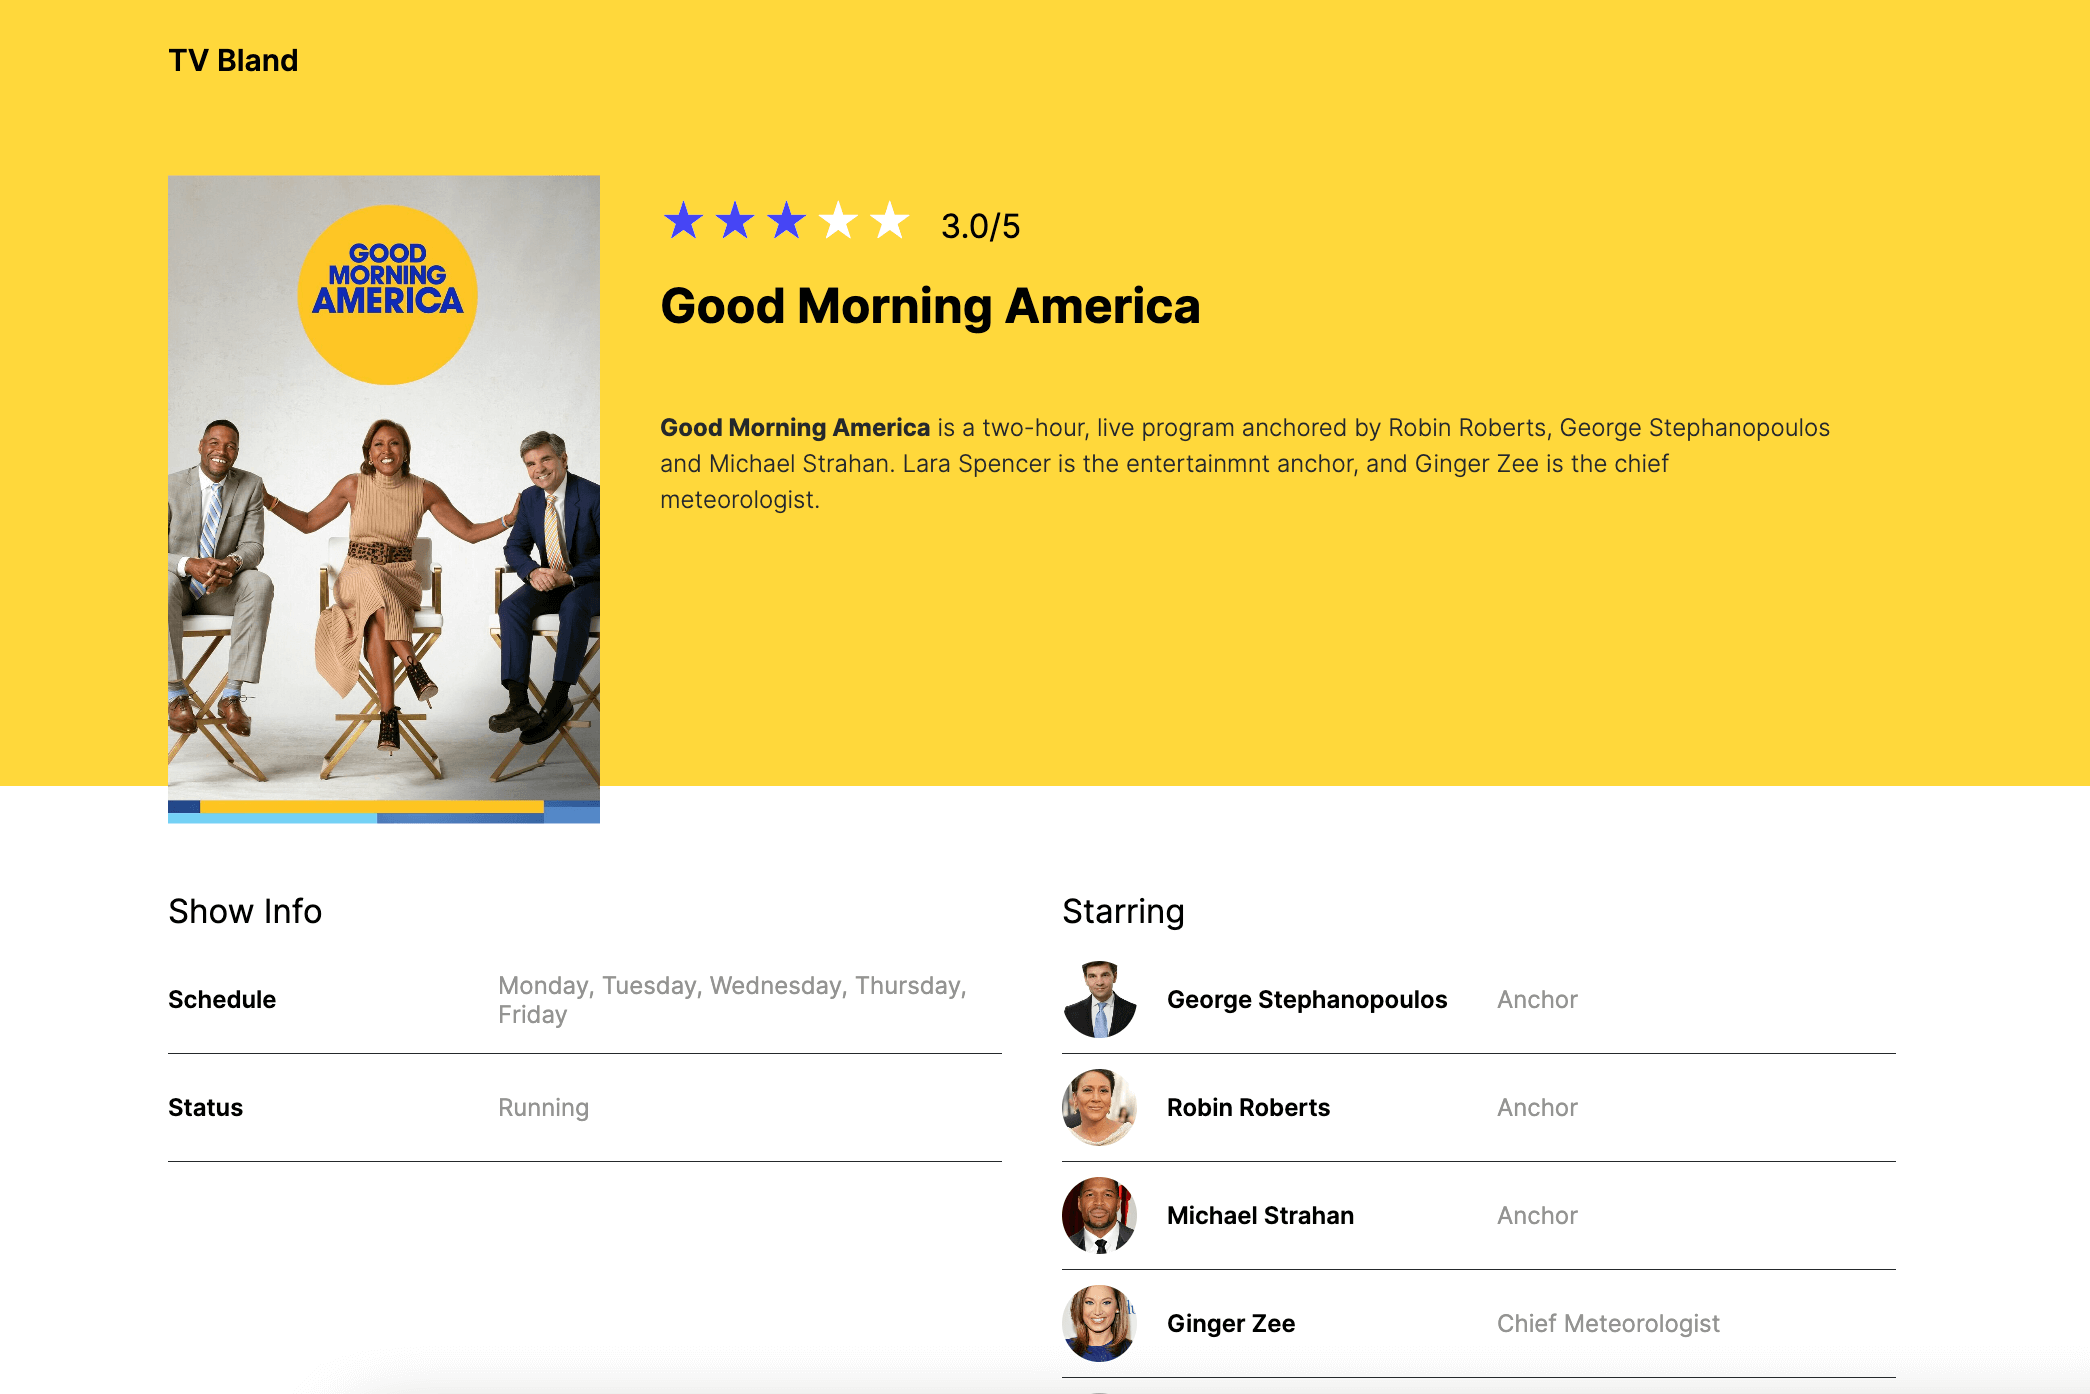 TV Bland
GOOD
MORNING
AMERICA
3.0/5
Good Morning America
Good Morning America is a two-hour, live program anchored by Robin Roberts, George Stephanopoulos
and Michael Strahan. Lara Spencer is the entertainmnt anchor, and Ginger Zee is the chief
meteorologist.
Show Info
Schedule
Monday, Tuesday, Wednesday, Thursday,
Friday
Status
Running
Starring
George Stephanopoulos Anchor
Robin Roberts Anchor
Michael Strahan Anchor
Ginger Zee Chief Meteorologist